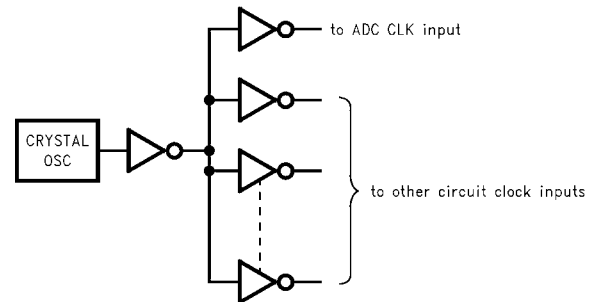 to ADC CLK input
CRYSTAL
OSC
to other circuit clock inputs